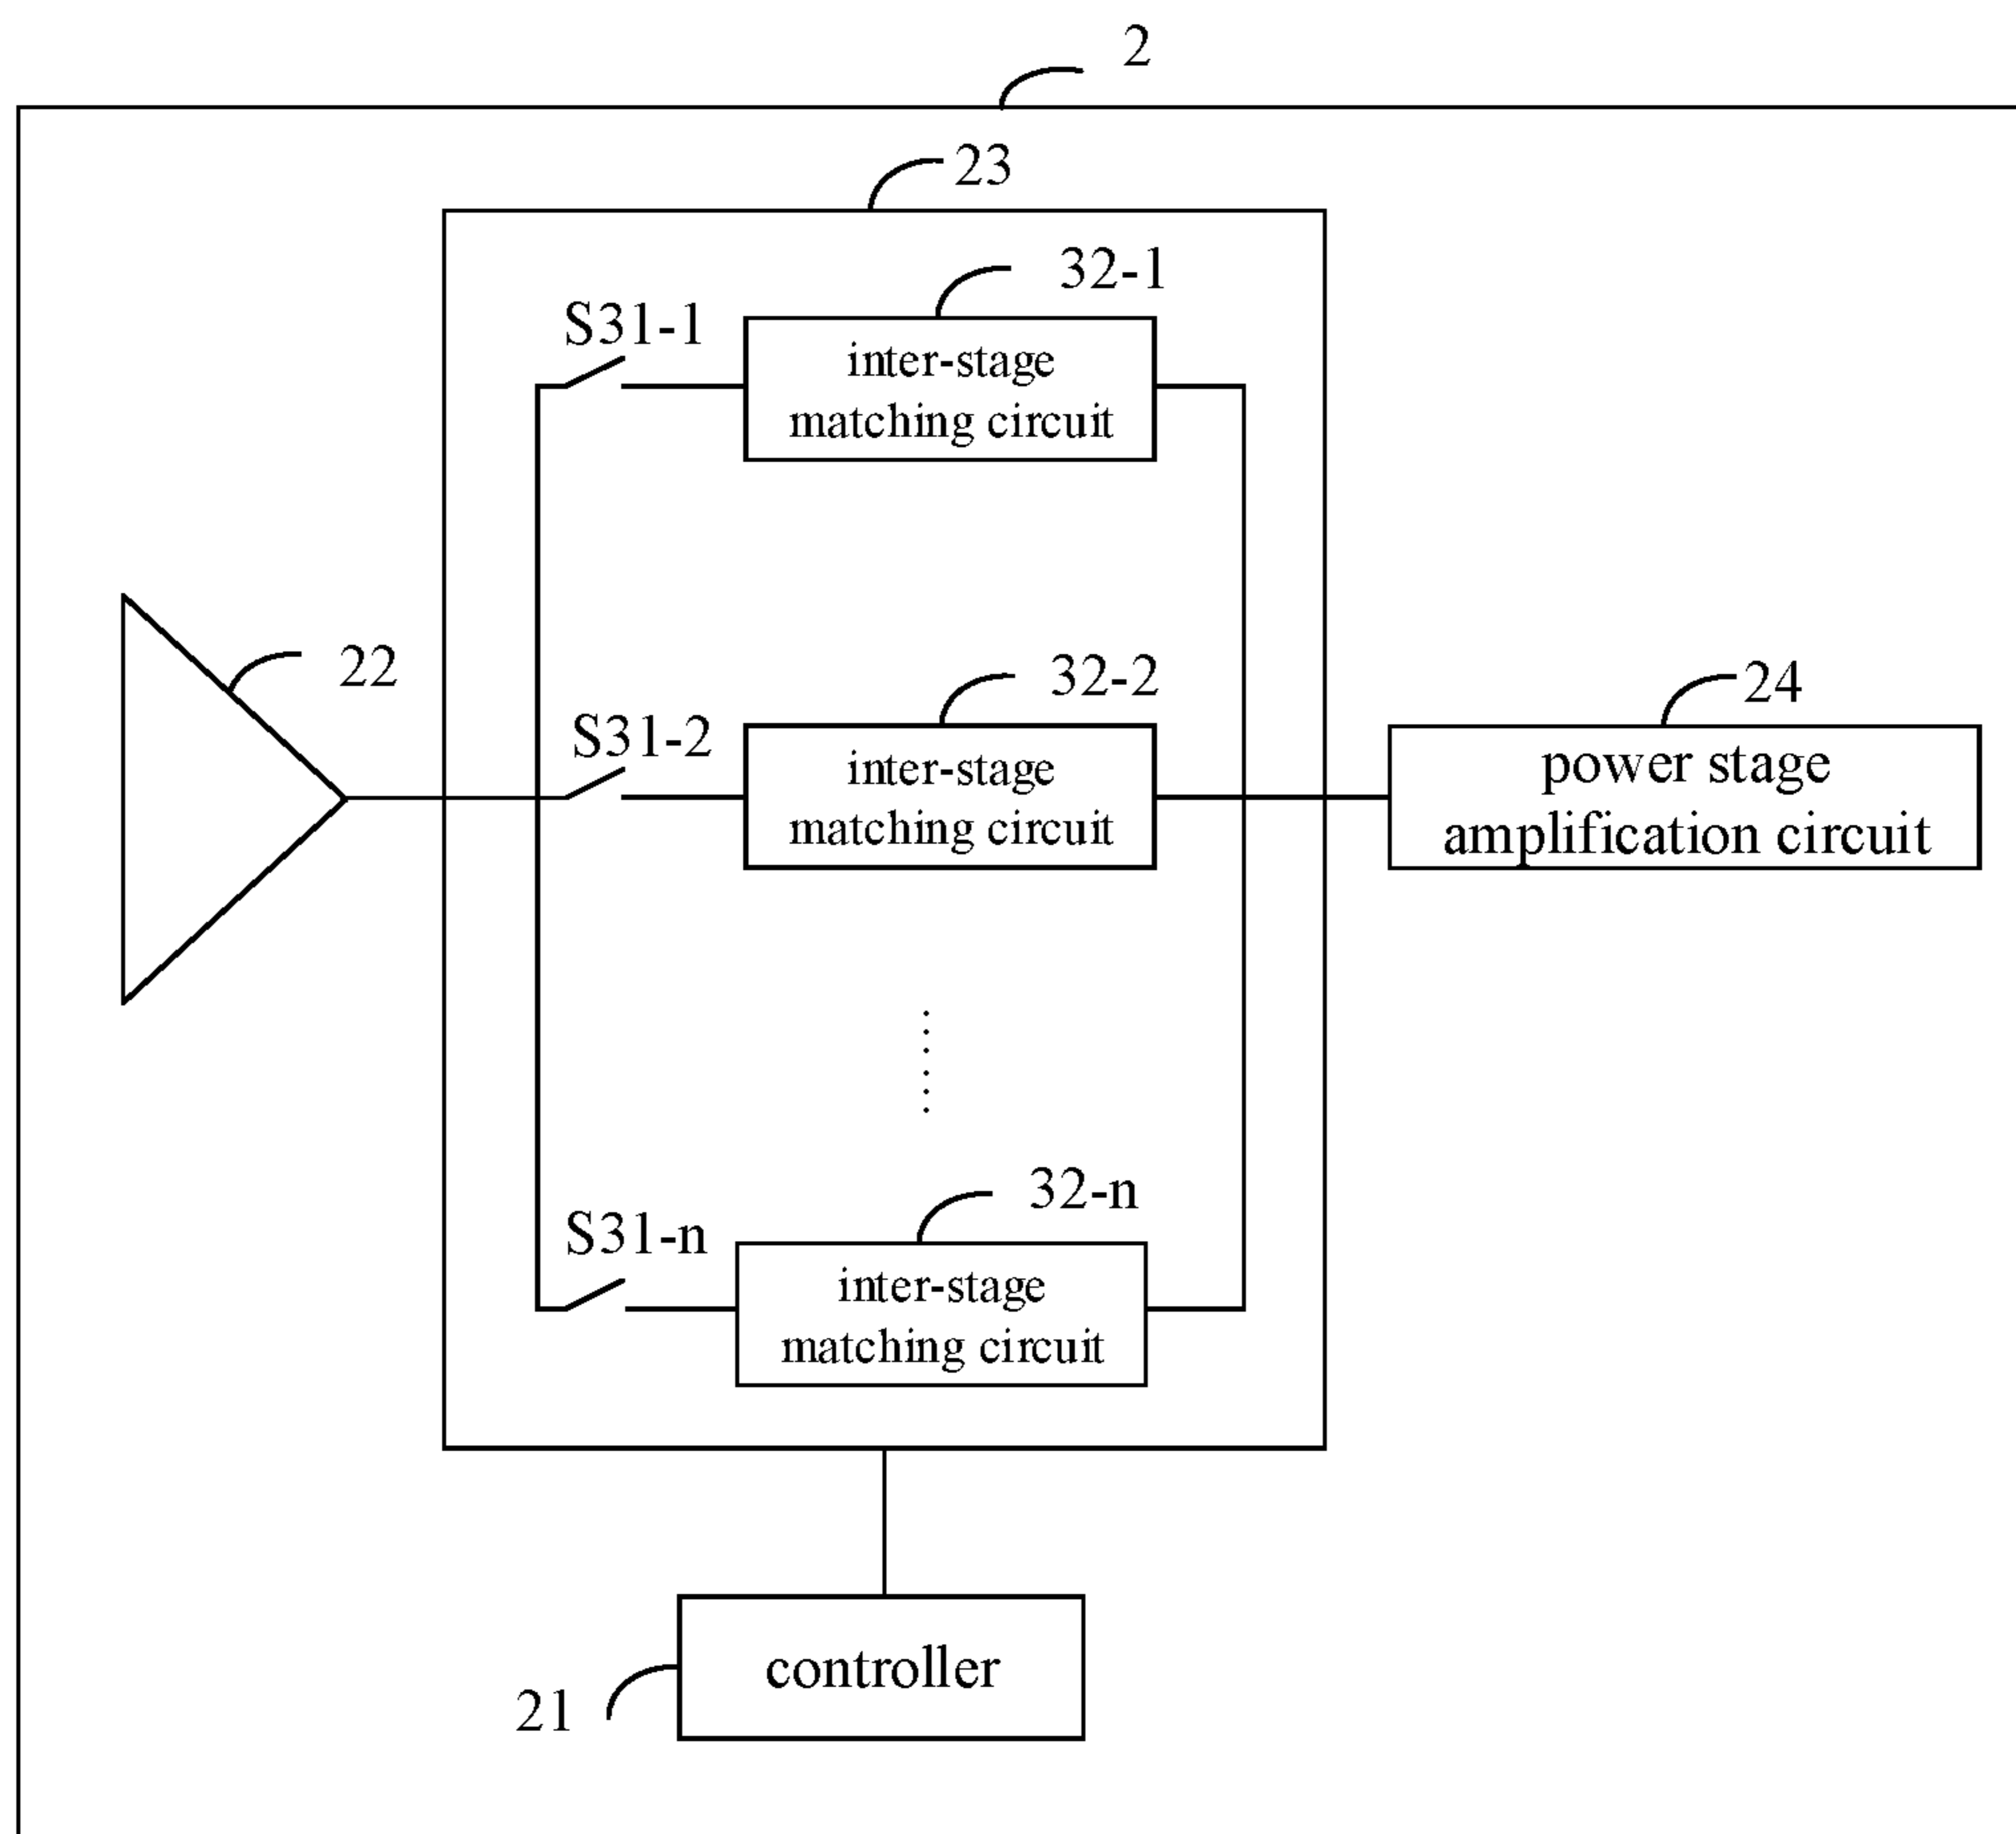 2
23
32-1
S31-1
inter-stage
matching circuit
22
32-2
24
S31-2
inter-stage
matching circuit
power stage
amplification circuit
32-n
S31-n
inter-stage
matching circuit
controller
21